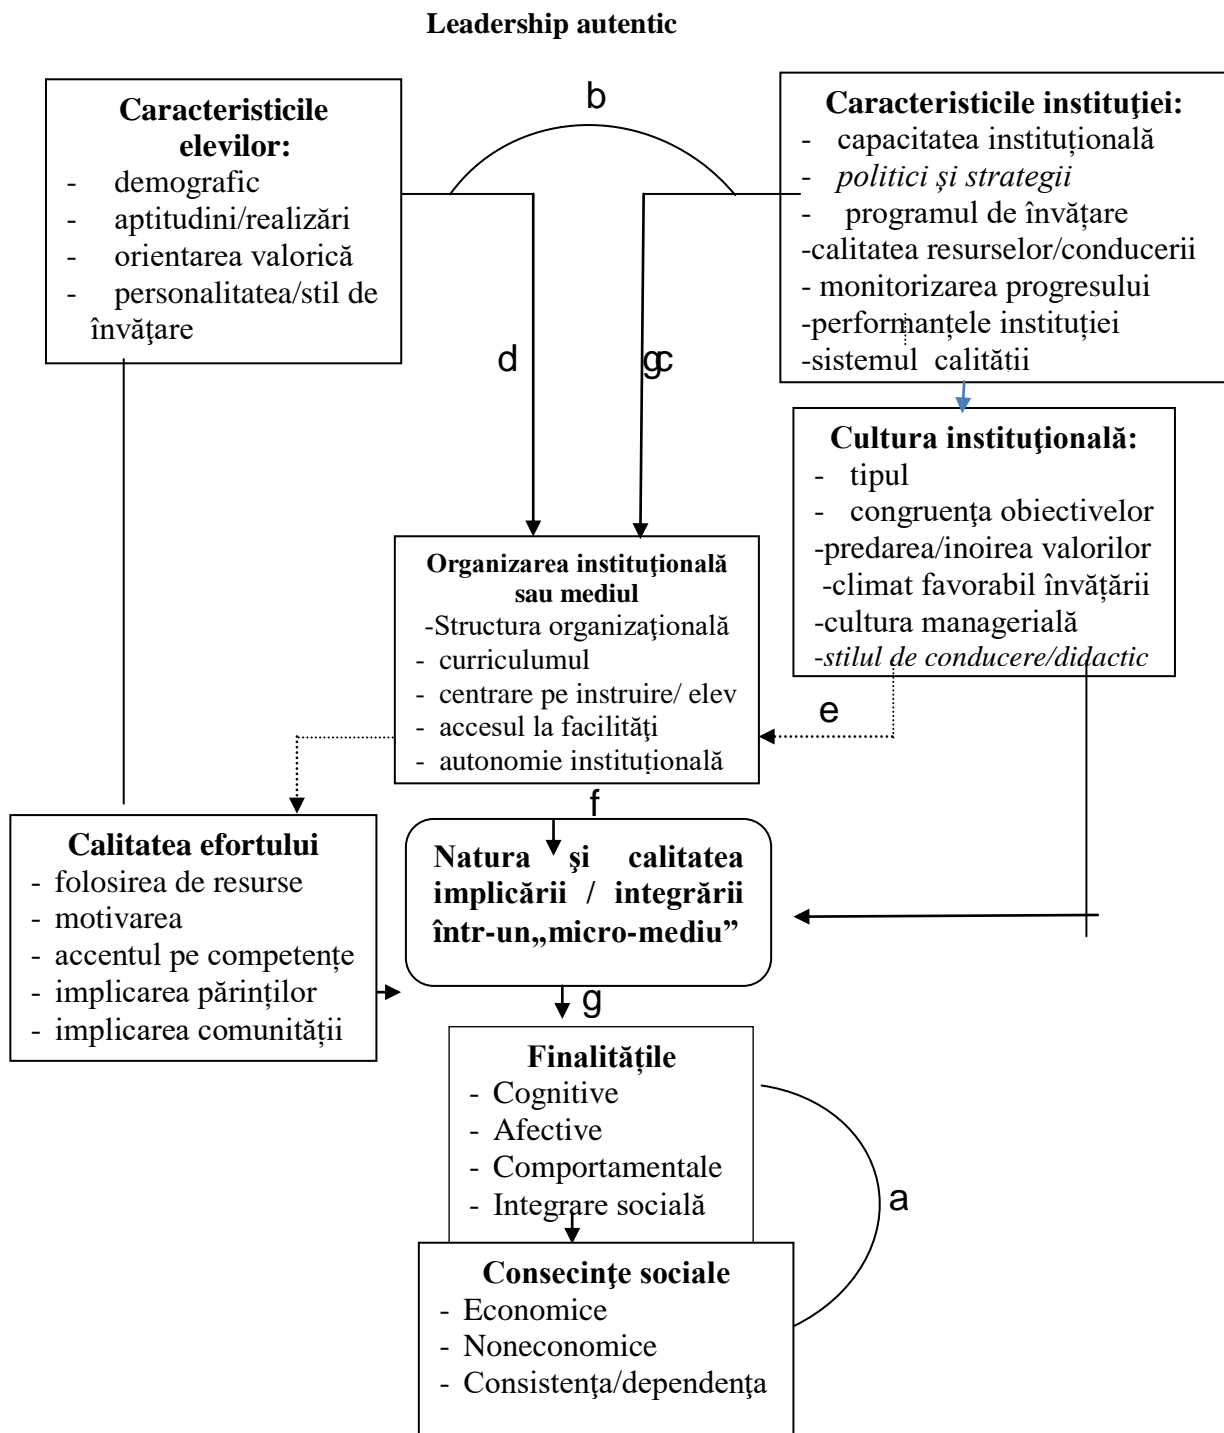 Leadership autentic
Caracteristicile
elevilor:
- demografic
- aptitudini/realizări
- orientarea valorică
- personalitatea/stil de
învăţare
b
Caracteristicile instituţiei:
- capacitatea instituțională
- politici și strategii
- programul de învățare
-calitatea resurselor/conducerii
- monitorizarea progresului
-performanțele instituției
-sistemul calității
d
gc
Cultura instituţională:
- tipul
- congruenţa obiectivelor
-predarea/inoirea valorilor
-climat favorabil învățării
-cultura managerială
-stilul de conducere/didactic
Organizarea instituţională
sau mediul
-Structura organizaţională
- curriculumul
- centrare pe instruire/ elev
- accesul la facilităţi
- autonomie instituțională
e
f
Calitatea efortului
- folosirea de resurse
- motivarea
- accentul pe competențe
- implicarea părinților
- implicarea comunității
Natura şi calitatea
implicării / integrării
într-un„micro-mediu”
g
Finalitățile
- Cognitive
- Afective
- Comportamentale
- Integrare socială
a
Consecinţe sociale
- Economice
- Noneconomice
- Consistenţa/dependenţa